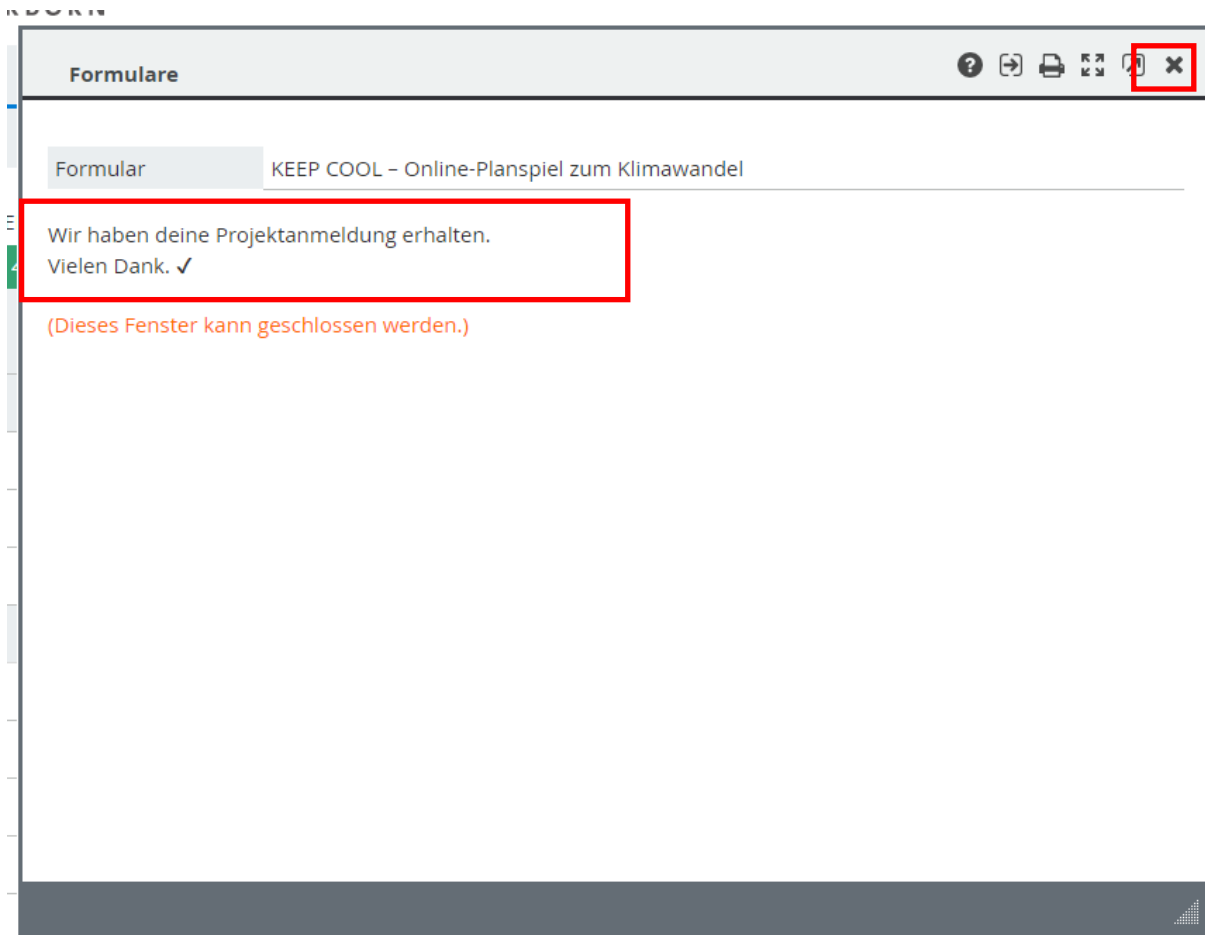 Formulare
Formular KEEP COOL – Online-Planspiel zum Klimawandel
Wir haben deine Projektanmeldung erhalten.
Vielen Dank. ✓
(Dieses Fenster kann geschlossen werden.)